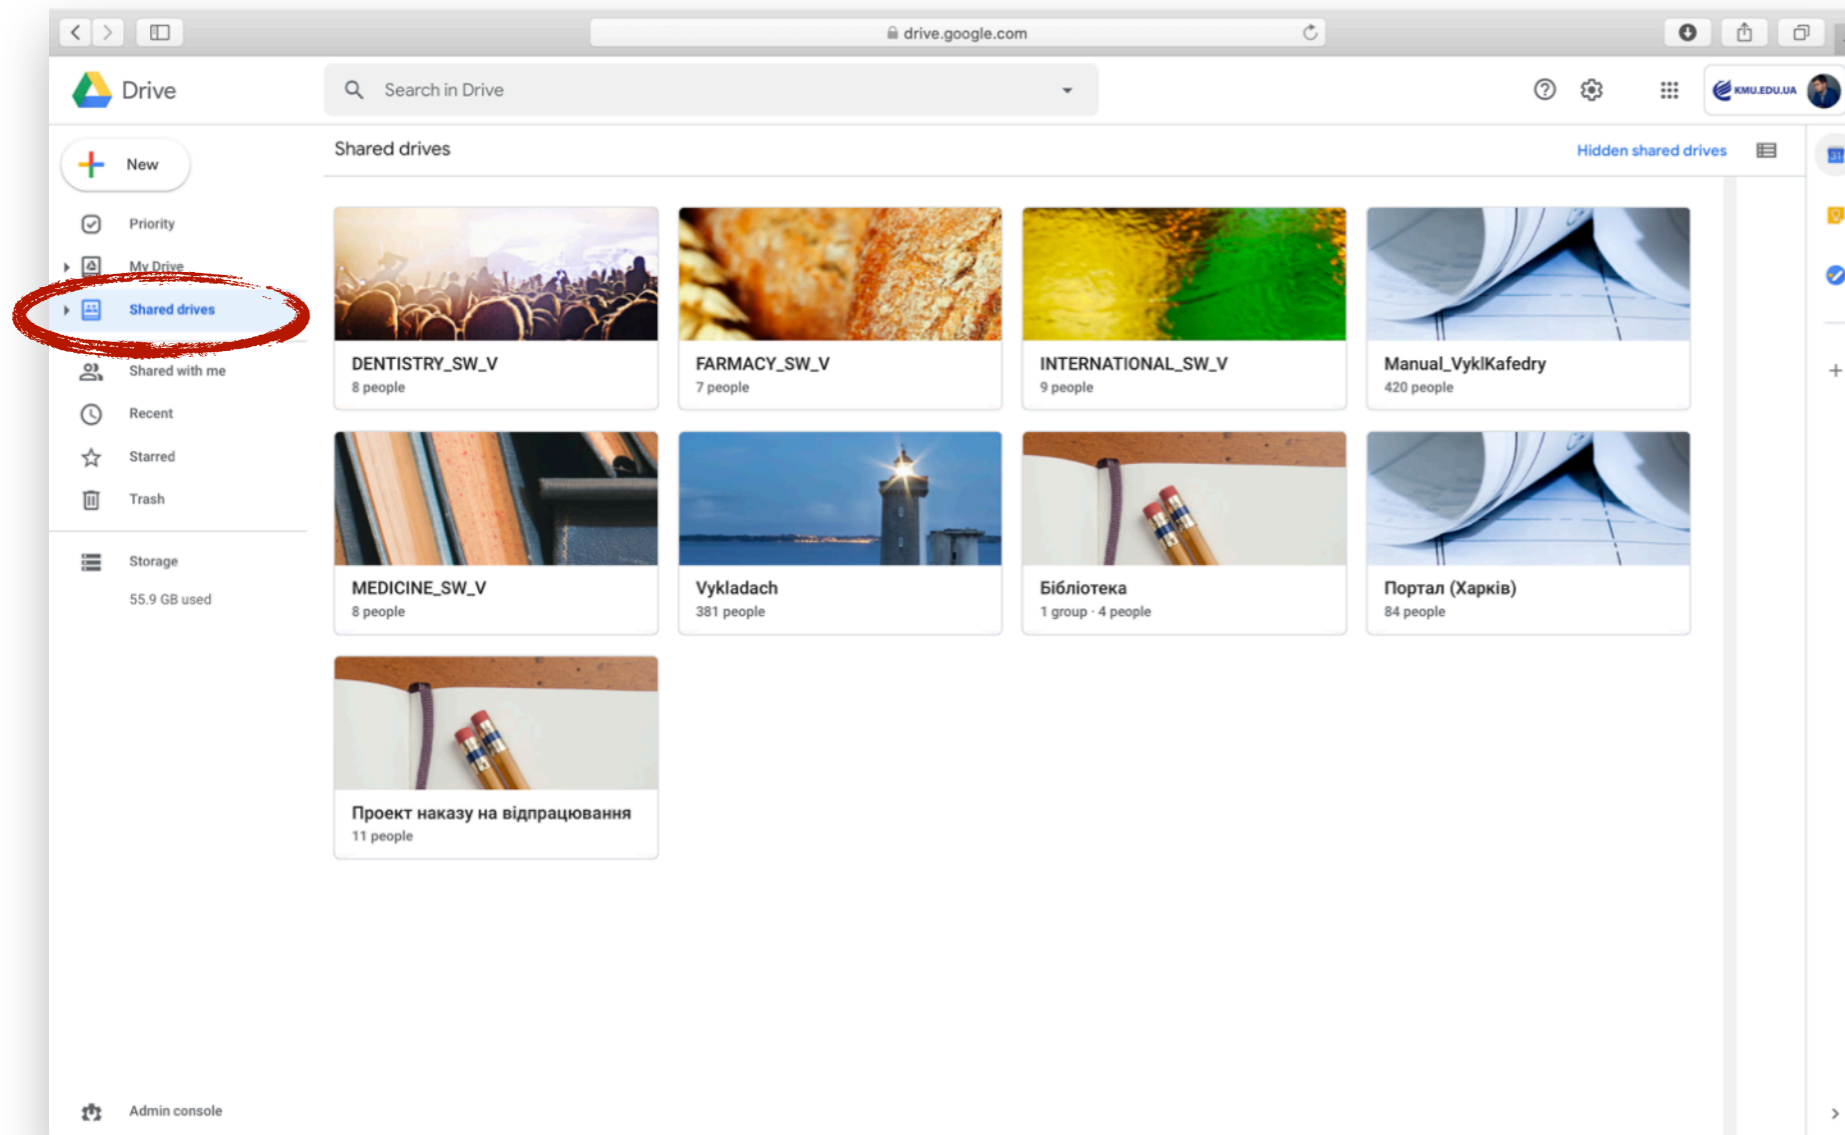 drive.google.com
Drive
Search in Drive
KMU.EDU.UA
New
Shared drives
Hidden shared drives
31
Priority
My Drive
Shared drives
Shared with me
Recent
Starred
Trash
Storage
55.9 GB used
DENTISTRY_SW_V
8 people
FARMACY_SW_V
7 people
INTERNATIONAL_SW_V
9 people
Manual_VyklKafedry
420 people
MEDICINE_SW_V
8 people
Vykladach
381 people
Бібліотека
1 group · 4 people
Портал (Харків)
84 people
Проект наказу на відпрацювання
11 people
Admin console